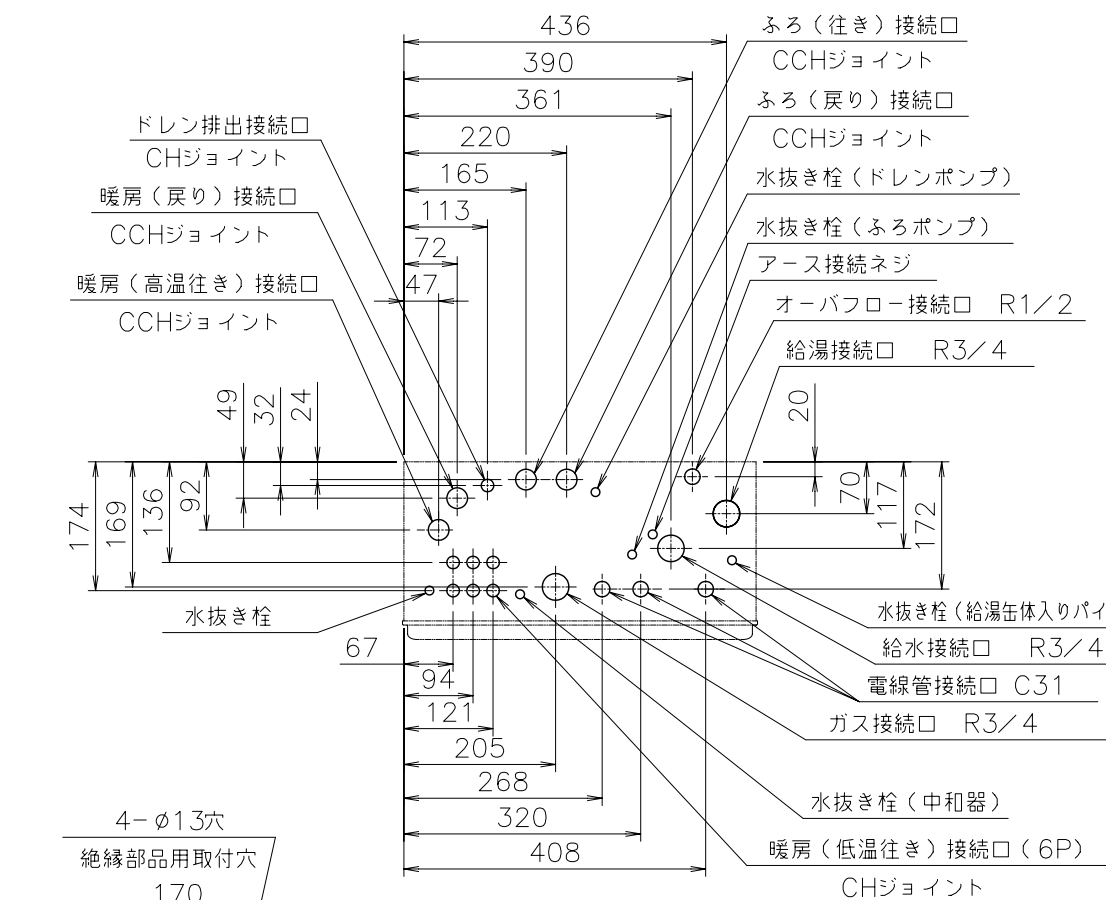 436
ふろ（往き）接続口
CCHジョイント
390
361
ふろ（戻り）接続口
CCHジョイント
ドレン排出接続口
CHジョイント
220
水抜き栓（ドレンポンプ）
165
暖房（戻り）接続口
CCHジョイント
113
水抜き栓（ふろポンプ）
72
アース接続ネジ
47
暖房（高温往き）接続口
CCHジョイント
オーバフロー接続口 R1/2
給湯接続口 R3/4
49
32
24
20
174
169
136
92
70
117
172
水抜き栓
水抜き栓（給湯缶体入りパイ
67
給水接続口 R3/4
94
電線管接続口 C31
121
ガス接続口 R3/4
205
268
水抜き栓（中和器）
320
4-φ13穴
絶縁部品用取付穴
170
408
暖房（低温往き）接続口（6P）
CHジョイント